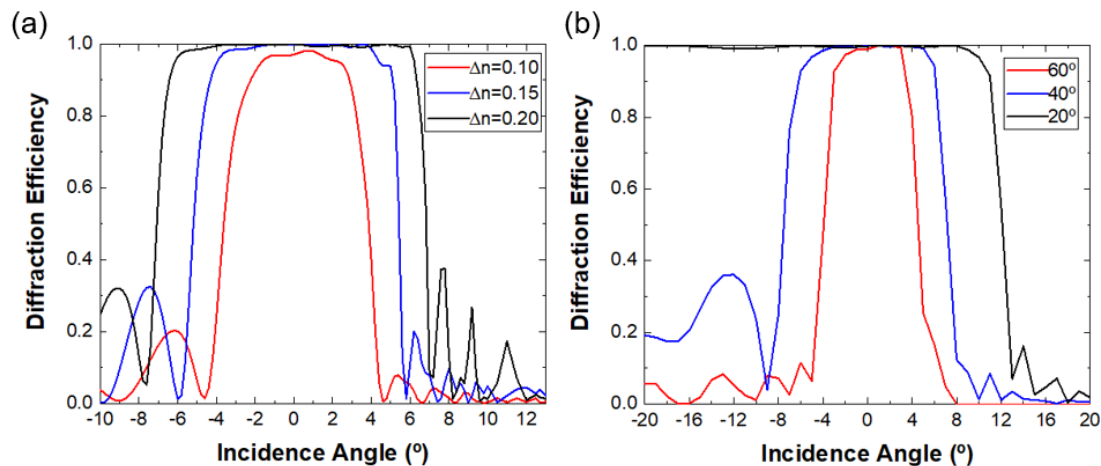 (a)
Diffraction Efficiency
1.0
0.8
0.6
0.4
0.2
0.0
Δn=0.10
Δn=0.15
Δn=0.20
-10 -8 -6 -4 -2 0 2 4 6 8 10 12
Incidence Angle (º)
(b)
Diffraction Efficiency
1.0
0.8
0.6
0.4
0.2
0.0
60º
40º
20º
-20 -16 -12 -8 -4 0 4 8 12 16 20
Incidence Angle (º)